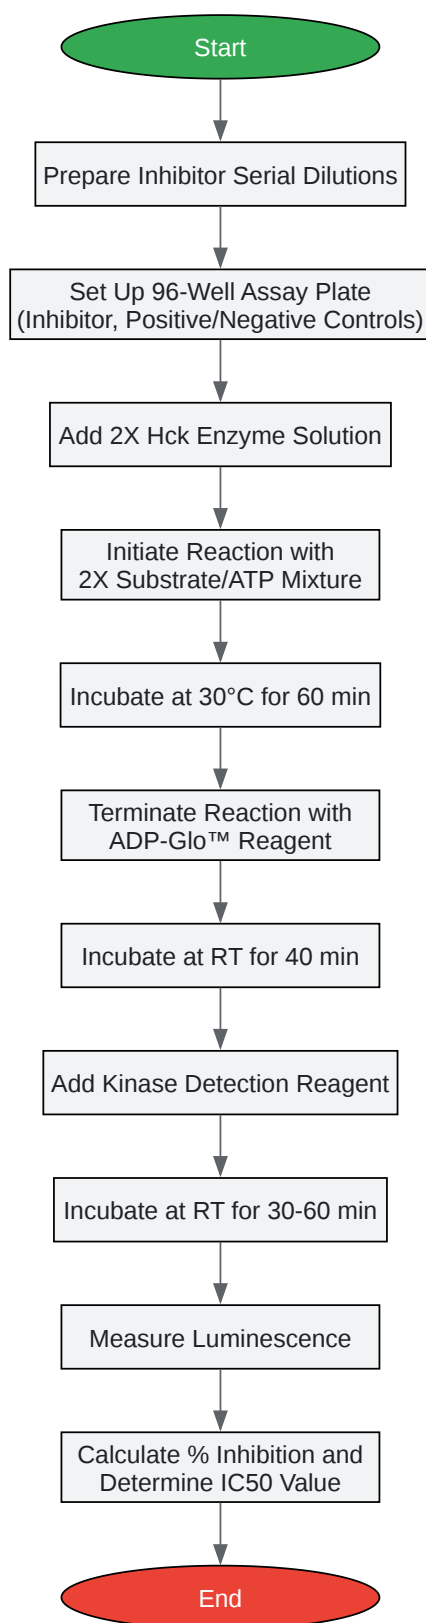 Start
Prepare Inhibitor Serial Dilutions
Set Up 96-Well Assay Plate
(Inhibitor, Positive/Negative Controls)
Add 2X Hck Enzyme Solution
Initiate Reaction with
2X Substrate/ATP Mixture
Incubate at 30°C for 60 min
Terminate Reaction with
ADP-Glo™ Reagent
Incubate at RT for 40 min
Add Kinase Detection Reagent
Incubate at RT for 30-60 min
Measure Luminescence
Calculate % Inhibition and
Determine IC50 Value
End